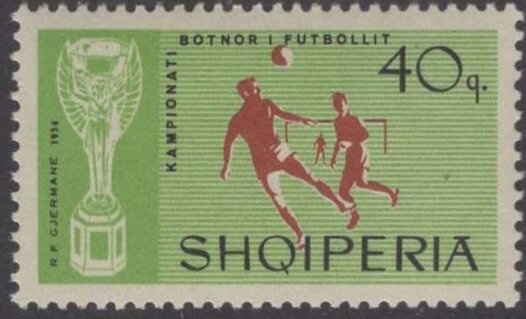 R.F. GJERMANE 1954
KAMPIONATI
BOTNOR I FUTBOLLIT
40q.
SHQIPERIA